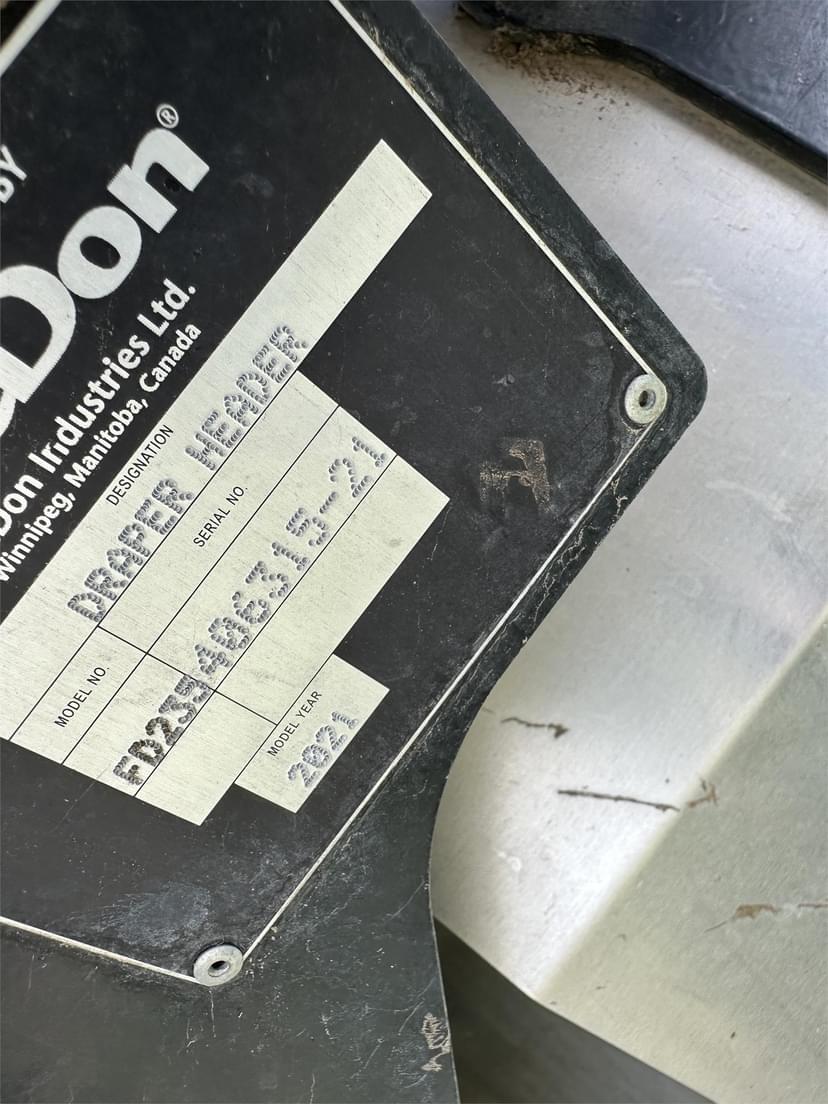 BY
Don®
Don Industries Ltd.
Winnipeg, Manitoba, Canada
DESIGNATION
DRAPER HEADER
MODEL NO.
SERIAL NO.
FD235
406315-21
MODEL YEAR
2021